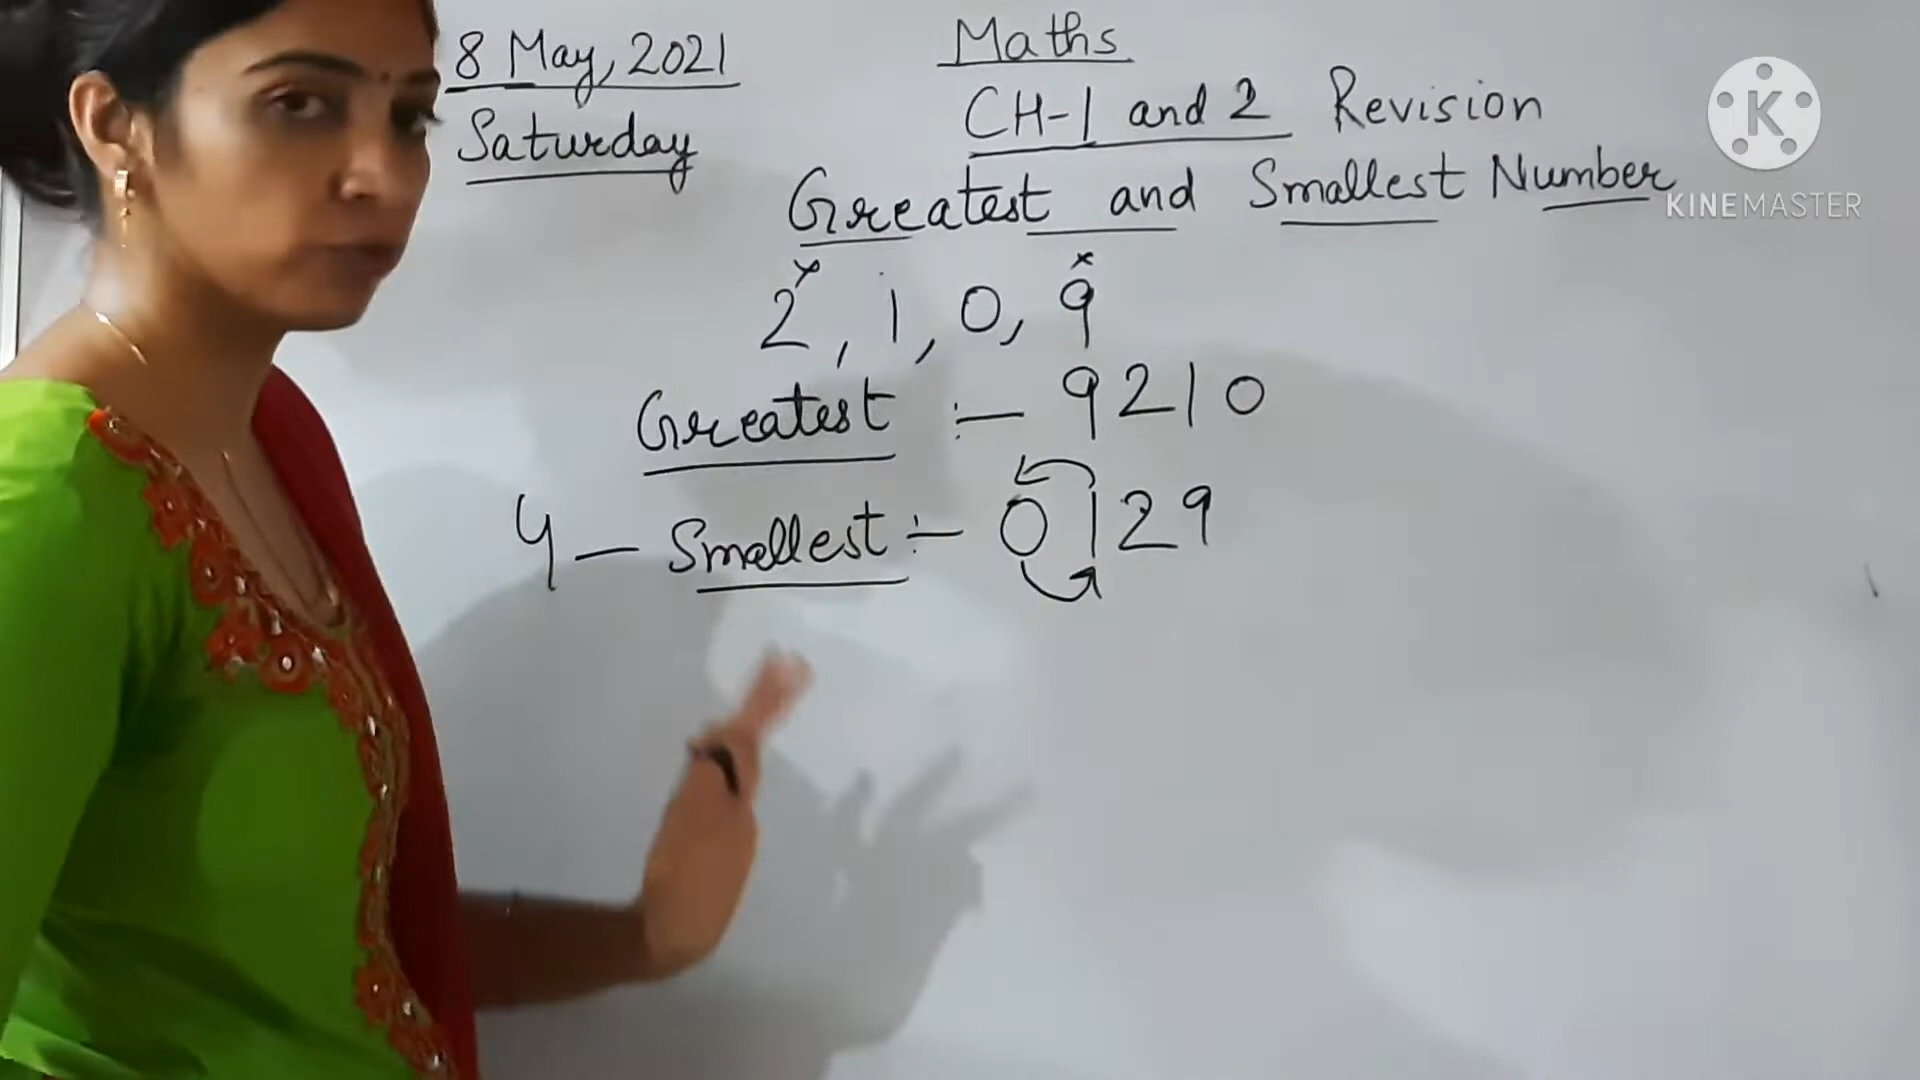 8 May, 2021
Saturday
Maths
CH-1 and 2 Revision
Greatest and Smallest Number
2, 1, 0, 9
Greatest :- 9210
4 - Smallest :- 0129
K
KINEMASTER